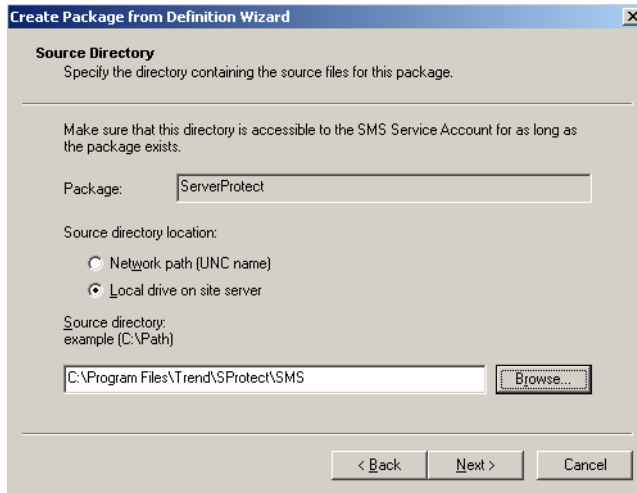 Create Package from Definition Wizard
Source Directory
Specify the directory containing the source files for this package.
Make sure that this directory is accessible to the SMS Service Account for as long as
the package exists.
Package:
ServerProtect
Source directory location:
Network path (UNC name)
Local drive on site server
Source directory:
example (C:\Path)
C:\Program Files\Trend\SProtect\SMS
Browse...
< Back
Next >
Cancel